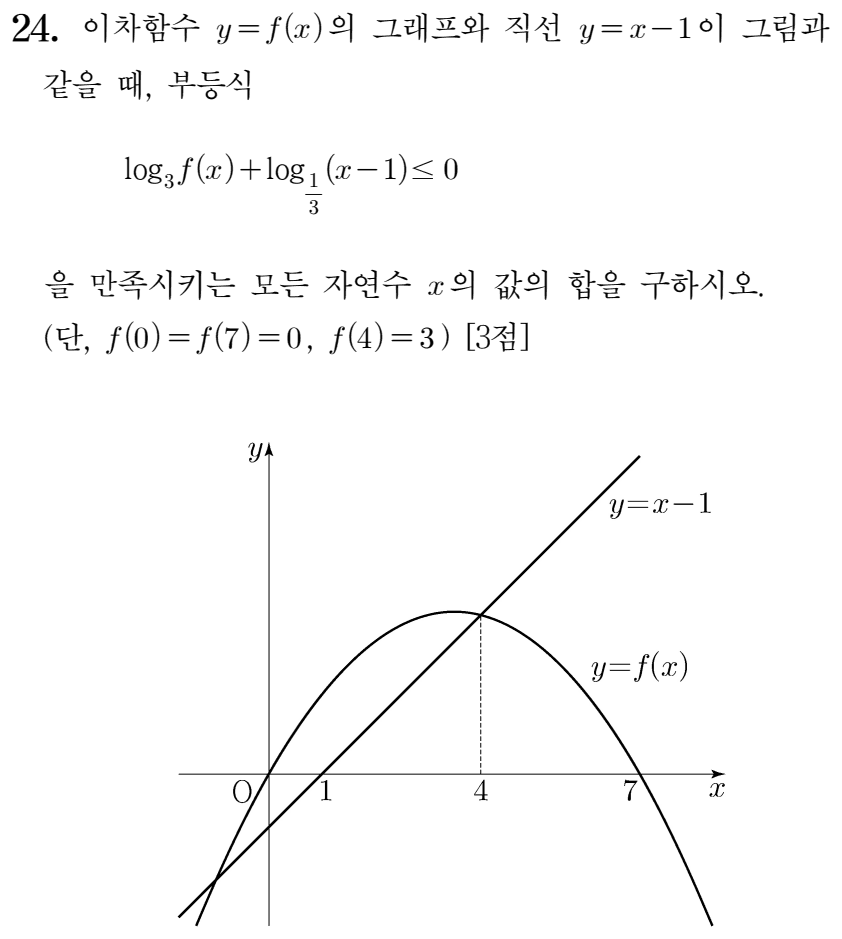 24. 이차함수 y=f(x)의 그래프와 직선 y=x-1이 그림과
같을 때, 부등식
log₃f(x)+log_{1/3}(x-1)≤0
을 만족시키는 모든 자연수 x의 값의 합을 구하시오.
(단, f(0)=f(7)=0, f(4)=3) [3점]
y
y=x-1
y=f(x)
O 1 4 7 x